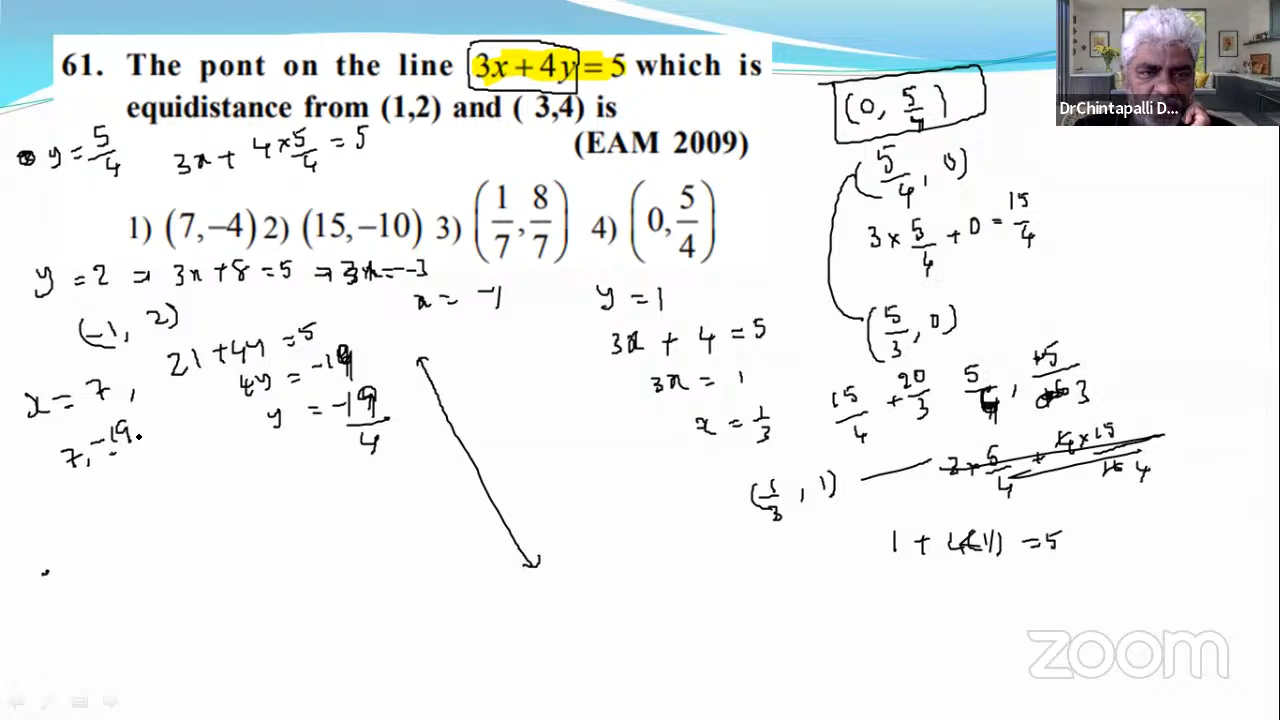 61. The pont on the line 3x + 4y = 5 which is
equidistance from (1,2) and ( 3,4) is
(EAM 2009)
1) (7,−4) 2) (15,−10) 3) (1/7, 8/7) 4) (0, 5/4)
y = 5/4 3x + 4 × 5/4 = 5
y = 2 ⇒ 3x + 8 = 5 ⇒ 3x = −3
x = −1
(−1, 2)
x = 7, 21 + 4y = 5
4y = −19
y = −19/4
7, −19
y = 1
3x + 4 = 5
3x = 1
x = 1/3
(1/3, 1)
(0, 5/4)
(5/4, 0)
3 × 5/4 + 0 = 15/4
(5/3, 0)
15/4 + 20/3
1 + 4(1) = 5
DrChintapalli D...
zoom